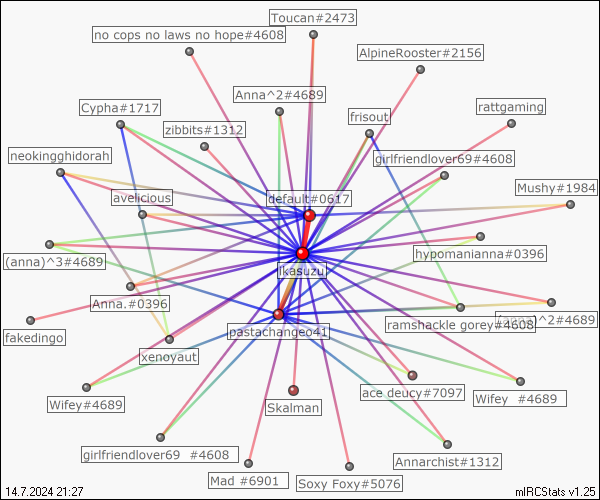 Toucan#2473
no cops no laws no hope#4608
AlpineRooster#2156
Anna^2#4689
Cypha#1717
frisout
rattgaming
zibbits#1312
neokingghidorah
girlfriendlover69#4608
Mushy#1984
avelicious
default#0617
(anna)^3#4689
hypomanianna#0396
ikasuzu
Anna.#0396
fakedingo
pastachangeo41
ramshackle gorey#4608
^2#4689
xenoyaut
ace deucy#7097
Wifey#4689
Skalman
Wifey #4689
girlfriendlover69 #4608
Annarchist#1312
Mad #6901
Soxy Foxy#5076
14.7.2024 21:27
mIRCStats v1.25